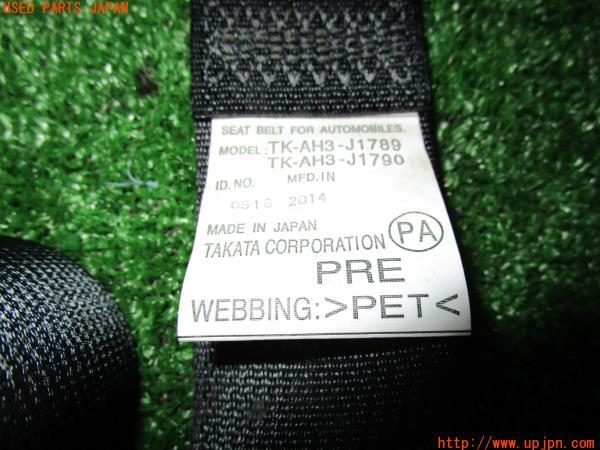 USED PARTS JAPAN
SEAT BELT FOR AUTOMOBILES.
MODEL: TK-AH3-J1789
TK-AH3-J1790
ID.NO. MFD.IN
2014
MADE IN JAPAN
TAKATA CORPORATION PA
PRE
WEBBING: >PET<
http://www.upjpn.com